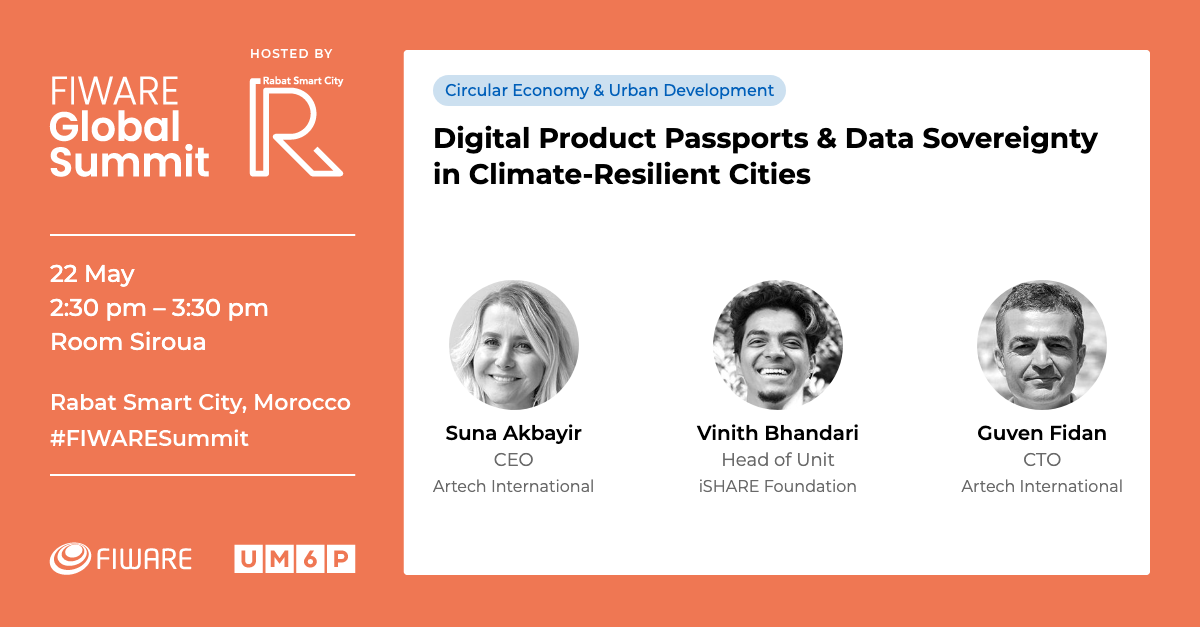 FIWARE
Global
Summit
HOSTED BY
Rabat Smart City
R
22 May
2:30 pm – 3:30 pm
Room Siroua
Rabat Smart City, Morocco
#FIWARESummit
FIWARE
UM6P
Circular Economy & Urban Development
Digital Product Passports & Data Sovereignty
in Climate-Resilient Cities
Suna Akbayir
CEO
Artech International
Vinith Bhandari
Head of Unit
iSHARE Foundation
Guven Fidan
CTO
Artech International